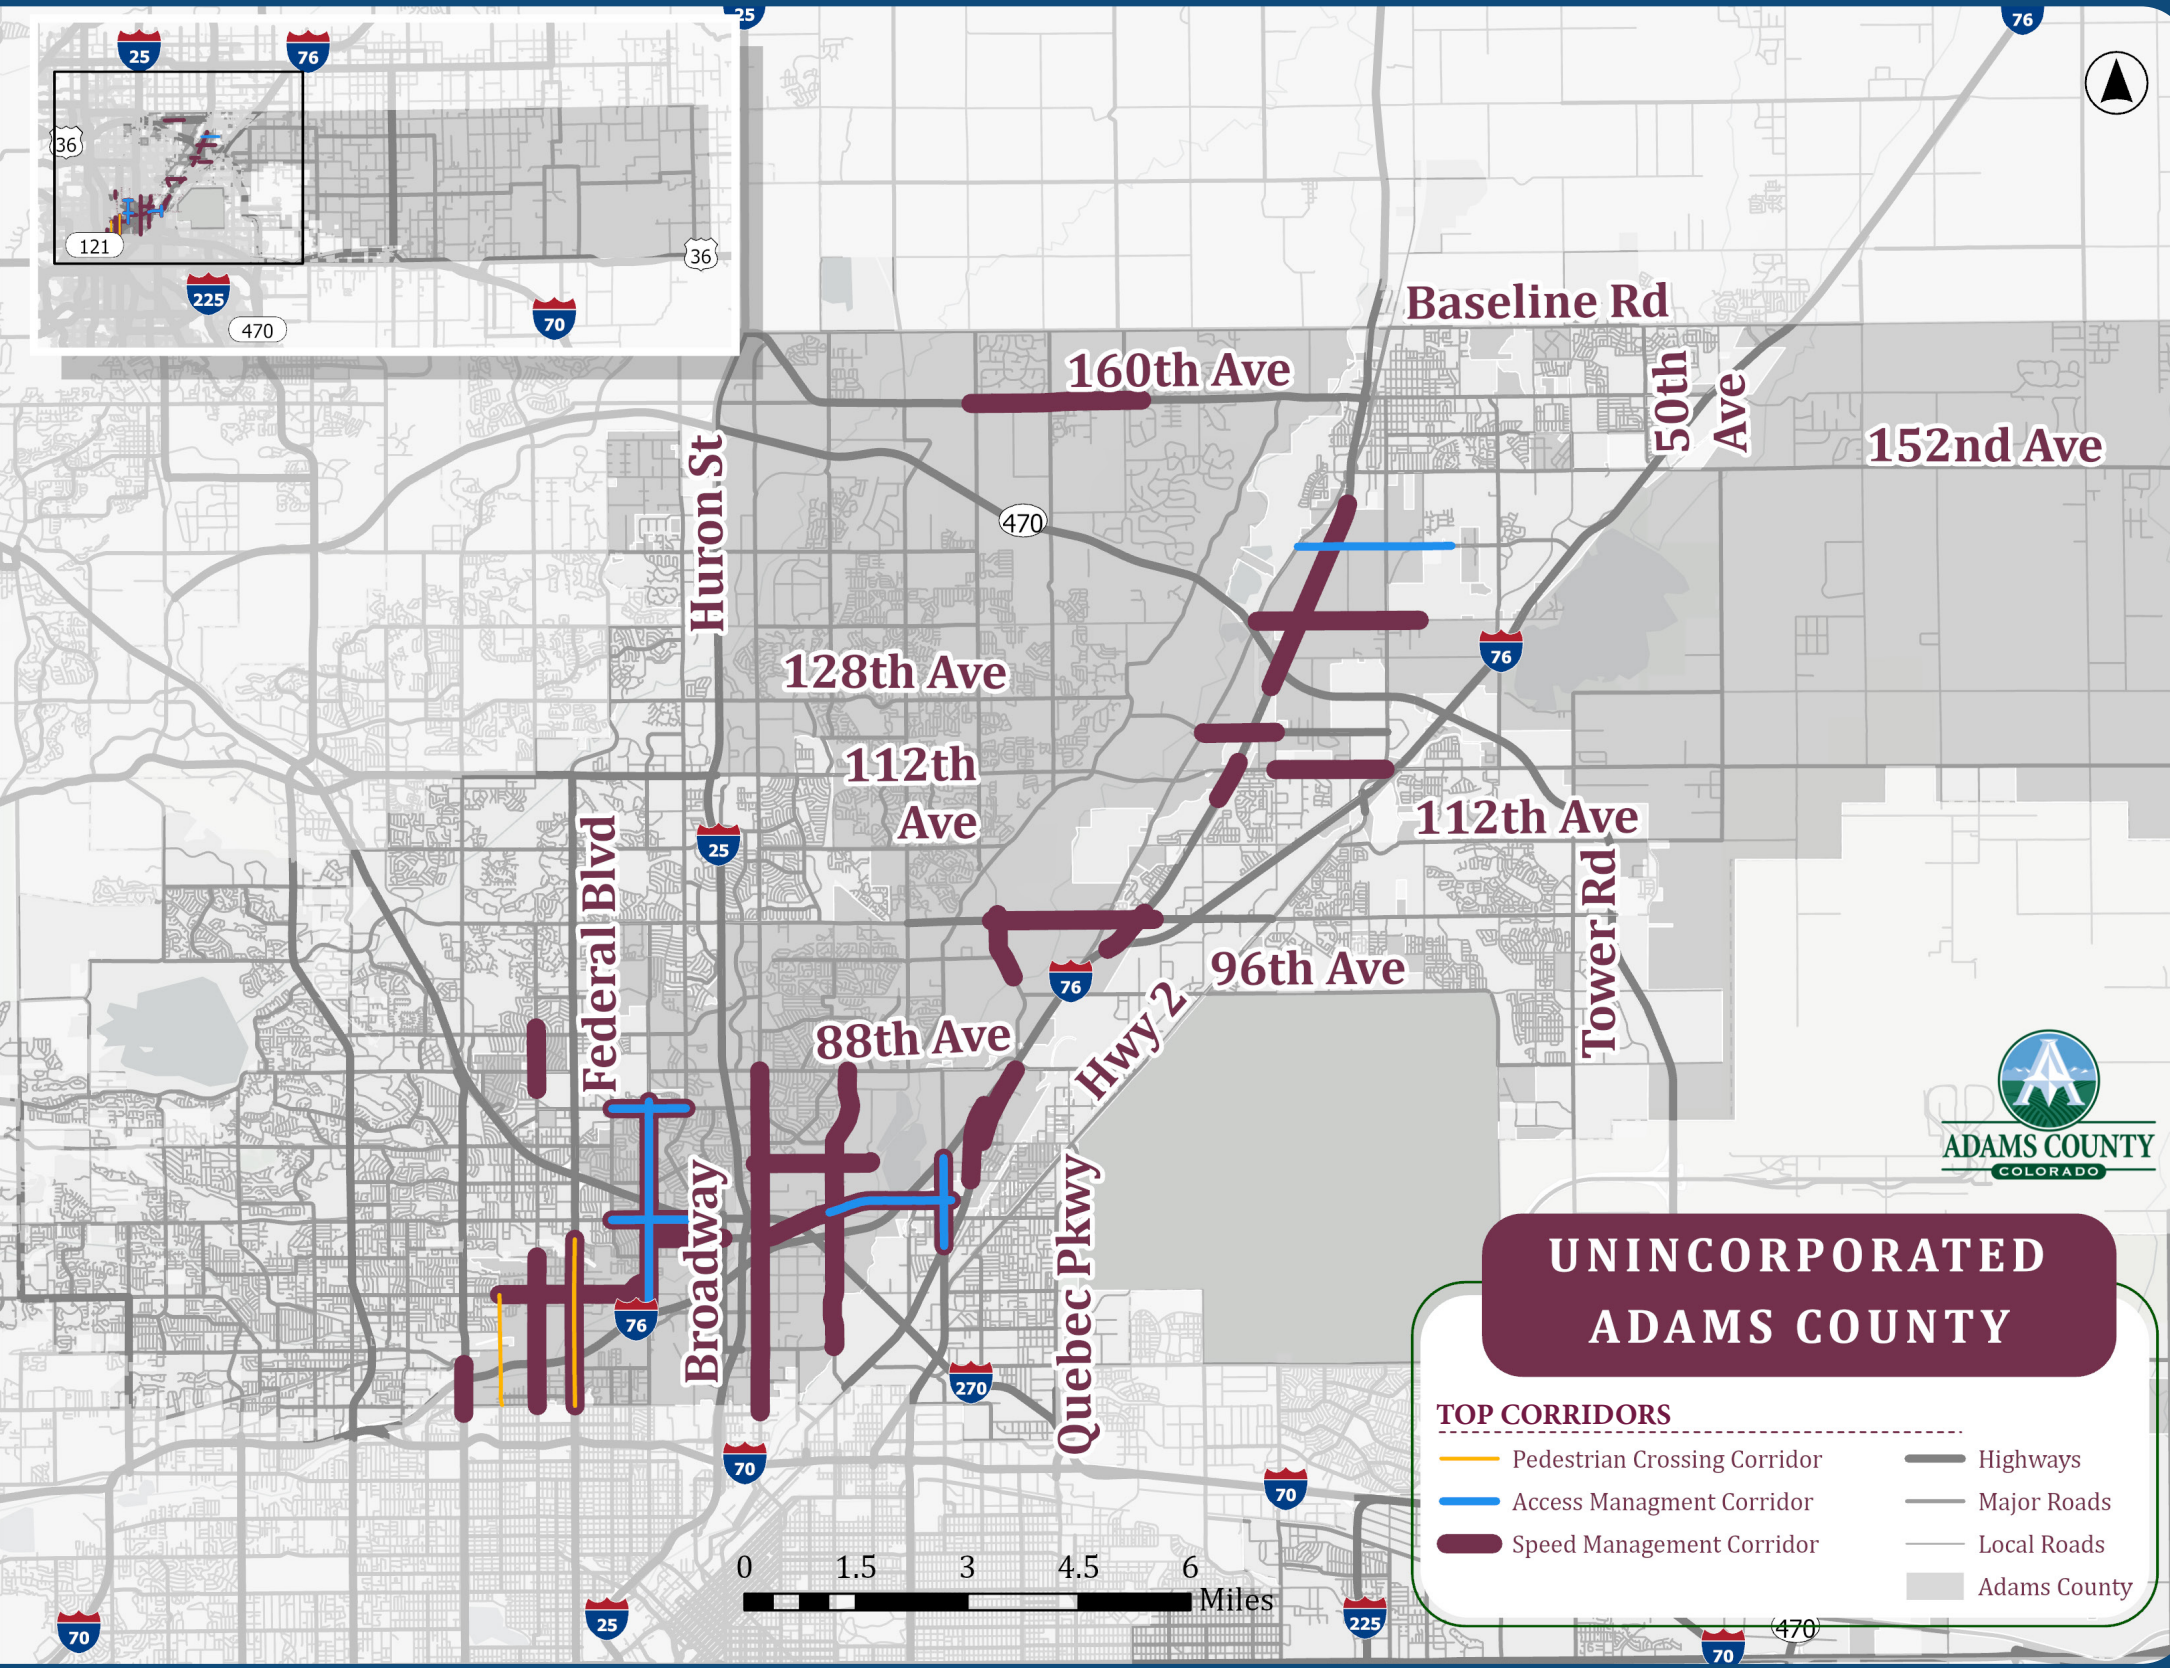 25
76
25
76
36
121
36
225
470
70
Baseline Rd
160th Ave
50th
Ave
152nd Ave
Huron St
470
76
128th Ave
112th
Ave
112th Ave
25
Federal Blvd
Tower Rd
96th Ave
76
Hwy 2
88th Ave
Broadway
Quebec Pkwy
76
270
70
70
70
25
225
70
470
ADAMS COUNTY
COLORADO
UNINCORPORATED
ADAMS COUNTY
TOP CORRIDORS
Pedestrian Crossing Corridor
Access Managment Corridor
Speed Management Corridor
Highways
Major Roads
Local Roads
Adams County
0 1.5 3 4.5 6
Miles